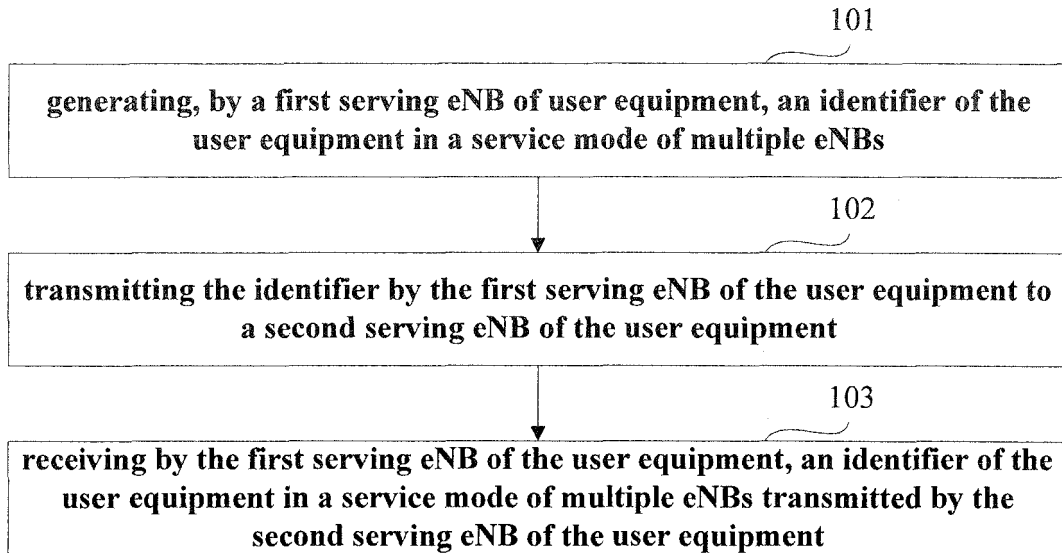 101
generating, by a first serving eNB of user equipment, an identifier of the
user equipment in a service mode of multiple eNBs
102
transmitting the identifier by the first serving eNB of the user equipment to
a second serving eNB of the user equipment
103
receiving by the first serving eNB of the user equipment, an identifier of the
user equipment in a service mode of multiple eNBs transmitted by the
second serving eNB of the user equipment